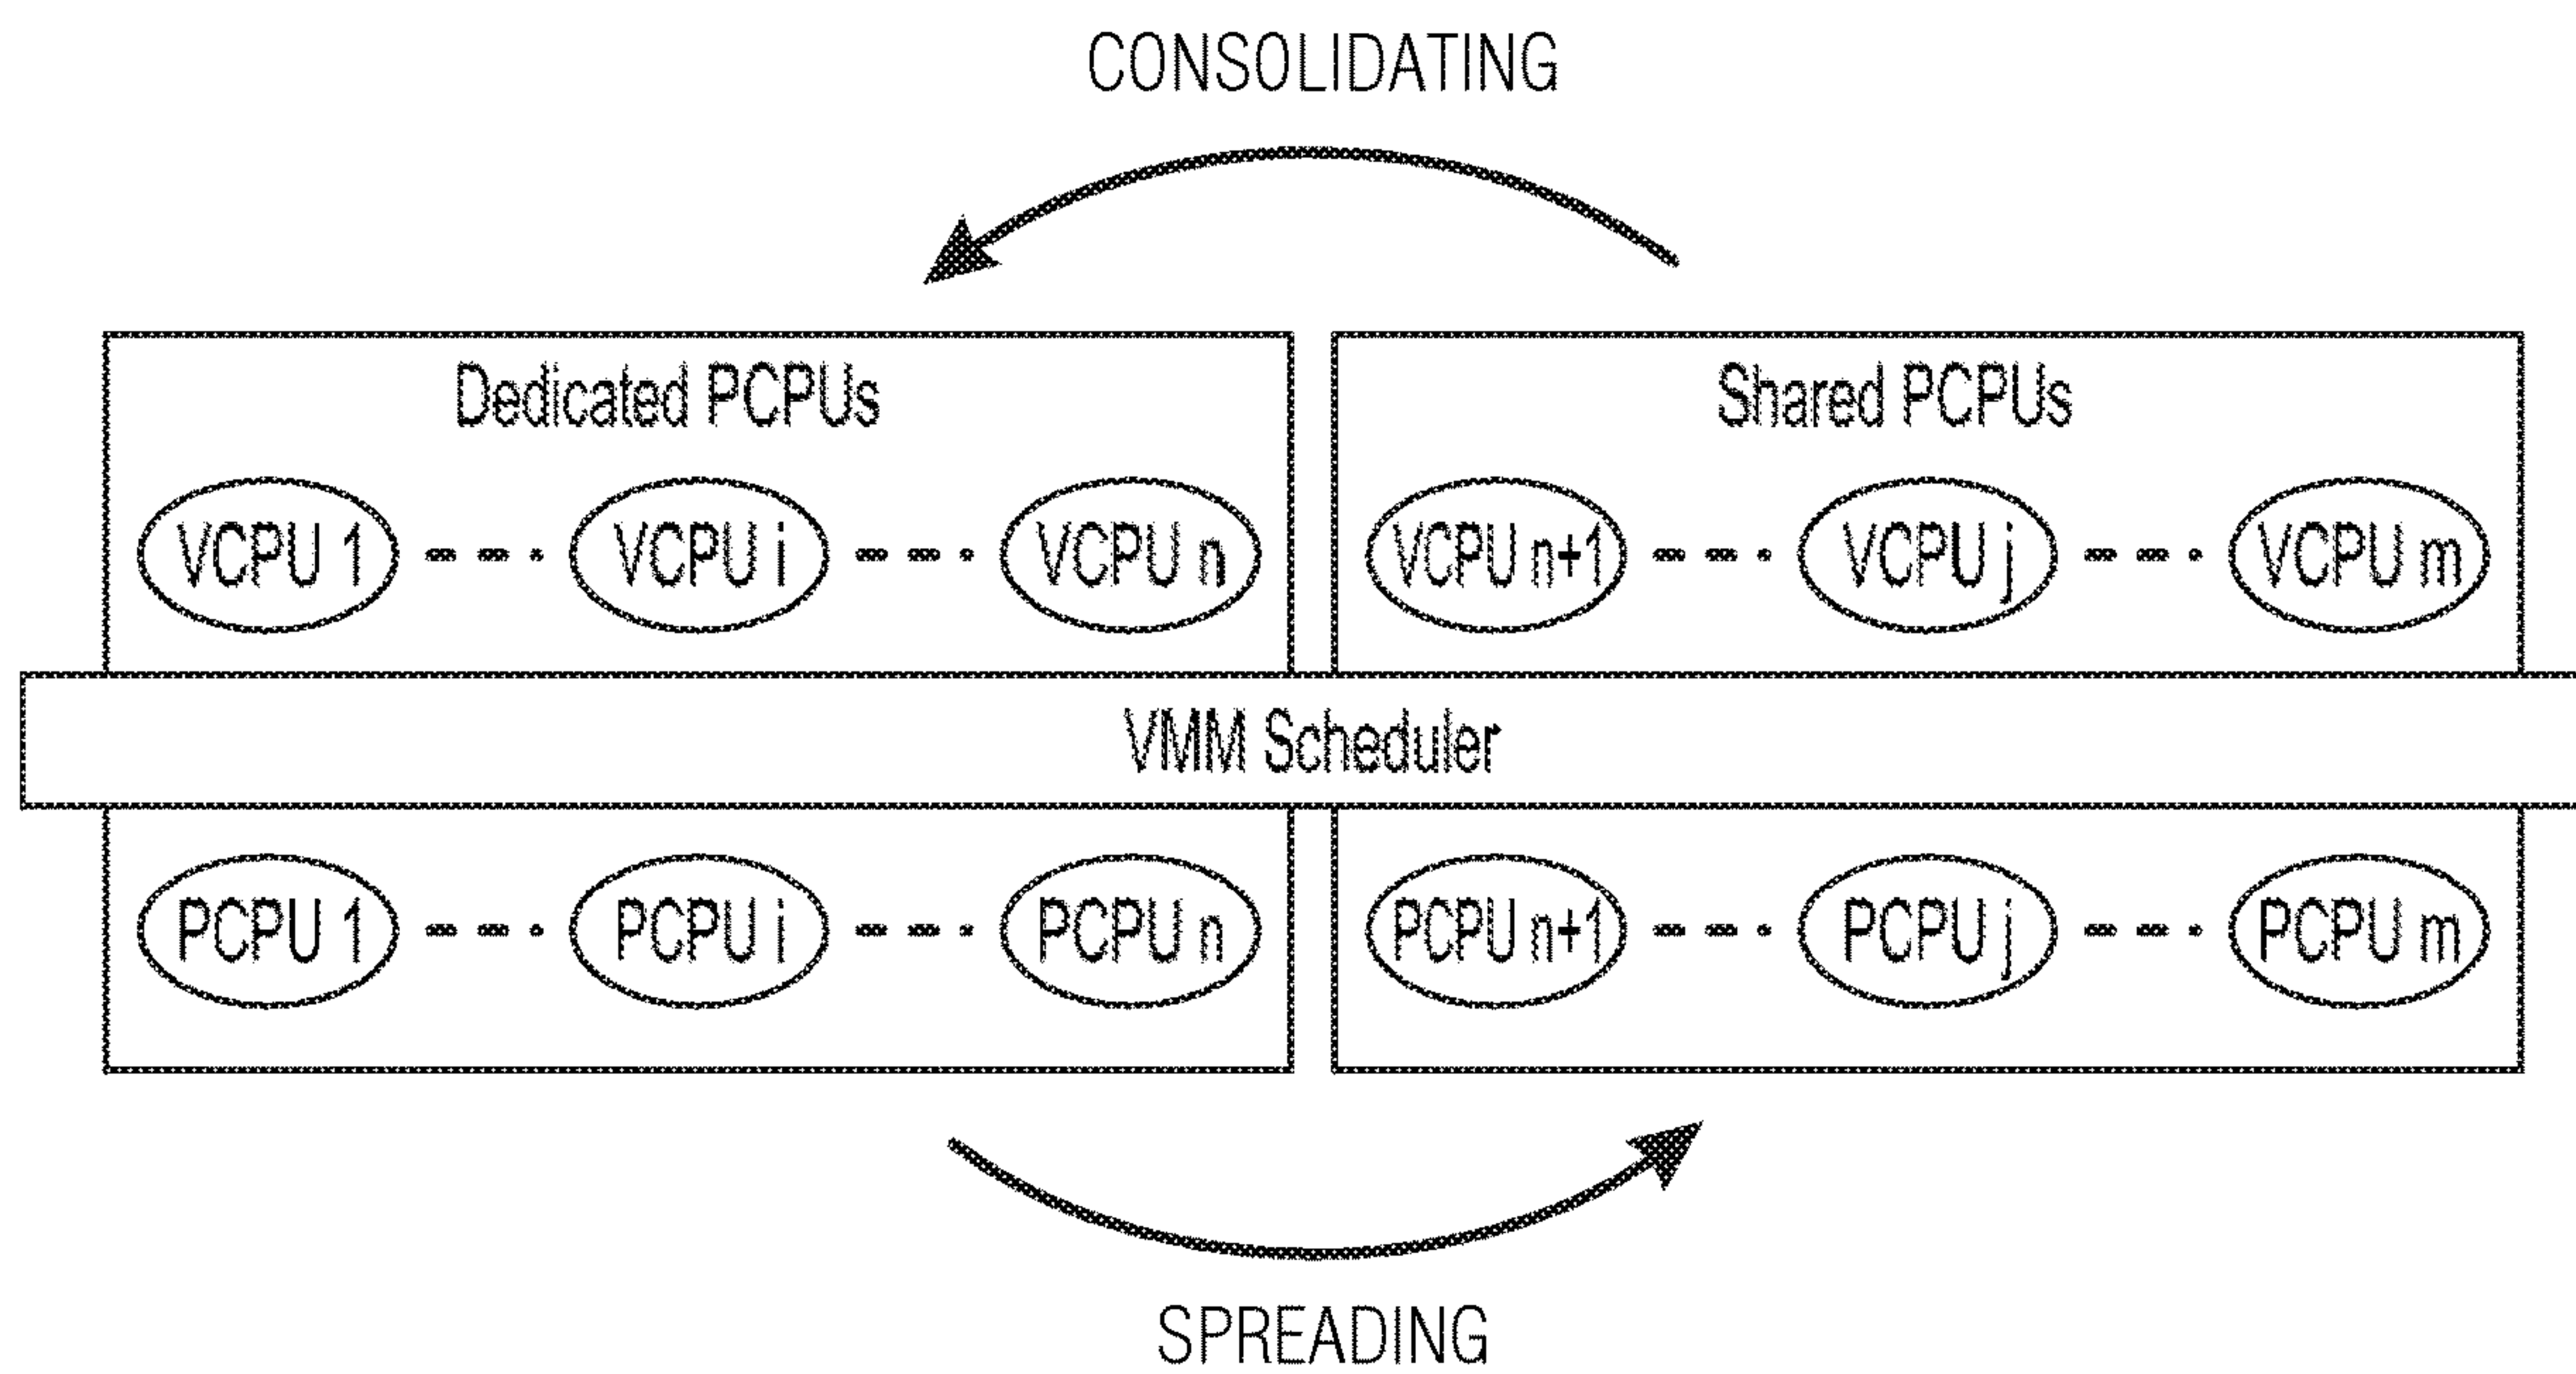 CONSOLIDATING
Dedicated PCPUs Shared PCPUs
VCPU 1 VCPU i VCPU n VCPU n+1 VCPU j VCPU m
VMM Scheduler
PCPU 1 PCPU i PCPU n PCPU n+1 PCPU j PCPU m
SPREADING